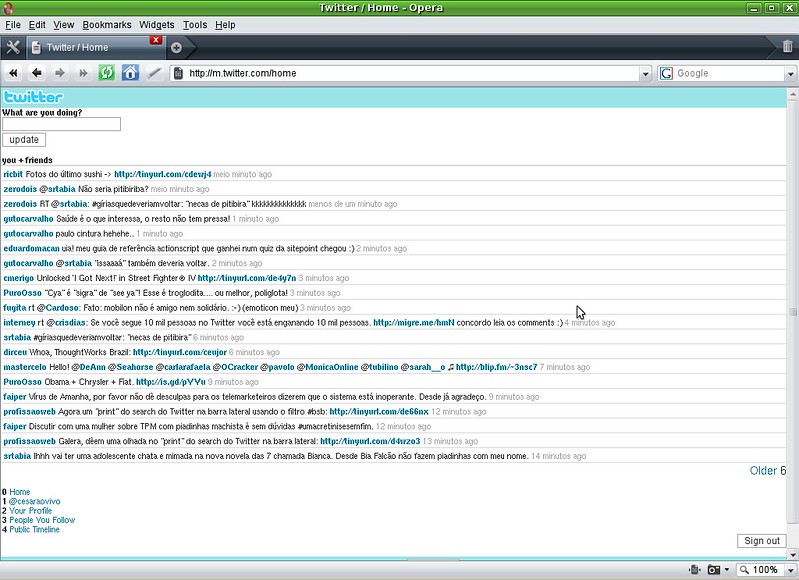 Twitter / Home - Opera
File Edit View Bookmarks Widgets Tools Help
Twitter / Home
http://m.twitter.com/home
Google
twitter
What are you doing?
update
you + friends
ricbit Fotos do último sushi -> http://tinyurl.com/cdevrj4 meio minuto ago
zerodois @srtabia Não seria pitibiriba? meio minuto ago
zerodois RT @srtabia: #giriasquedeveriamvoltar: "necas de pitibira" kkkkkkkkkkkkk menos de um minuto ago
gutocarvalho Saúde é o que interessa, o resto não tem pressa! 1 minuto ago
gutocarvalho paulo cintura hehehe.. 1 minuto ago
eduardomacan uia! meu guia de referência actionscript que ganhei num quiz da sitepoint chegou :) 2 minutos ago
gutocarvalho @srtabia "Issaaaá" também deveria voltar. 2 minutos ago
cmerigo Unlocked 'I Got Next!' in Street Fighter® IV http://tinyurl.com/de4y7n 3 minutos ago
PuroOsso "Cya" é "sigra" de "see ya"! Esse é troglodita.... ou melhor, poliglota! 3 minutos ago
fugita rt @Cardoso: Fato: mobilon não é amigo nem solidário. :-) (emoticon meu) 3 minutos ago
interney rt @crisdias: Se você segue 10 mil pessoas no Twitter você está enganando 10 mil pessoas. http://migre.me/hmN concordo leia os comments :) 4 minutos ago
srtabia #giriasquedeveriamvoltar: "necas de pitibira" 6 minutos ago
dirceu Whoa, ThoughtWorks Brazil: http://tinyurl.com/ceujor 6 minutos ago
mastercelo Hello! @DeAnn @Seahorse @carlarafaela @OCracker @pavolo @MonicaOnline @tubilino @sarah__o ♫ http://blip.fm/~3nsc7 7 minutos ago
PuroOsso Obama + Chrysler + Fiat. http://is.gd/pYVu 9 minutos ago
faiper Vírus de Amanha, por favor não dê desculpas para os telemarketeiros dizerem que o sistema está inoperante. Desde já agradeço. 9 minutos ago
profissaoweb Agora um "print" do search do Twitter na barra lateral usando o filtro #bsb: http://tinyurl.com/de66nx 12 minutos ago
faiper Discutir com uma mulher sobre TPM com piadinhas machista é sem dúvidas #umacretinisesemfim. 12 minutos ago
profissaoweb Galera, dêem uma olhada no "print" do search do Twitter na barra lateral: http://tinyurl.com/d4vrzo3 13 minutos ago
srtabia Ihhh vai ter uma adolescente chata e mimada na nova novela das 7 chamada Bianca. Desde Bia Falcão não fazem piadinhas com meu nome. 14 minutos ago
Older 6
0 Home
1 @cesaraovivo
2 Your Profile
3 People You Follow
4 Public Timeline
Sign out
100%